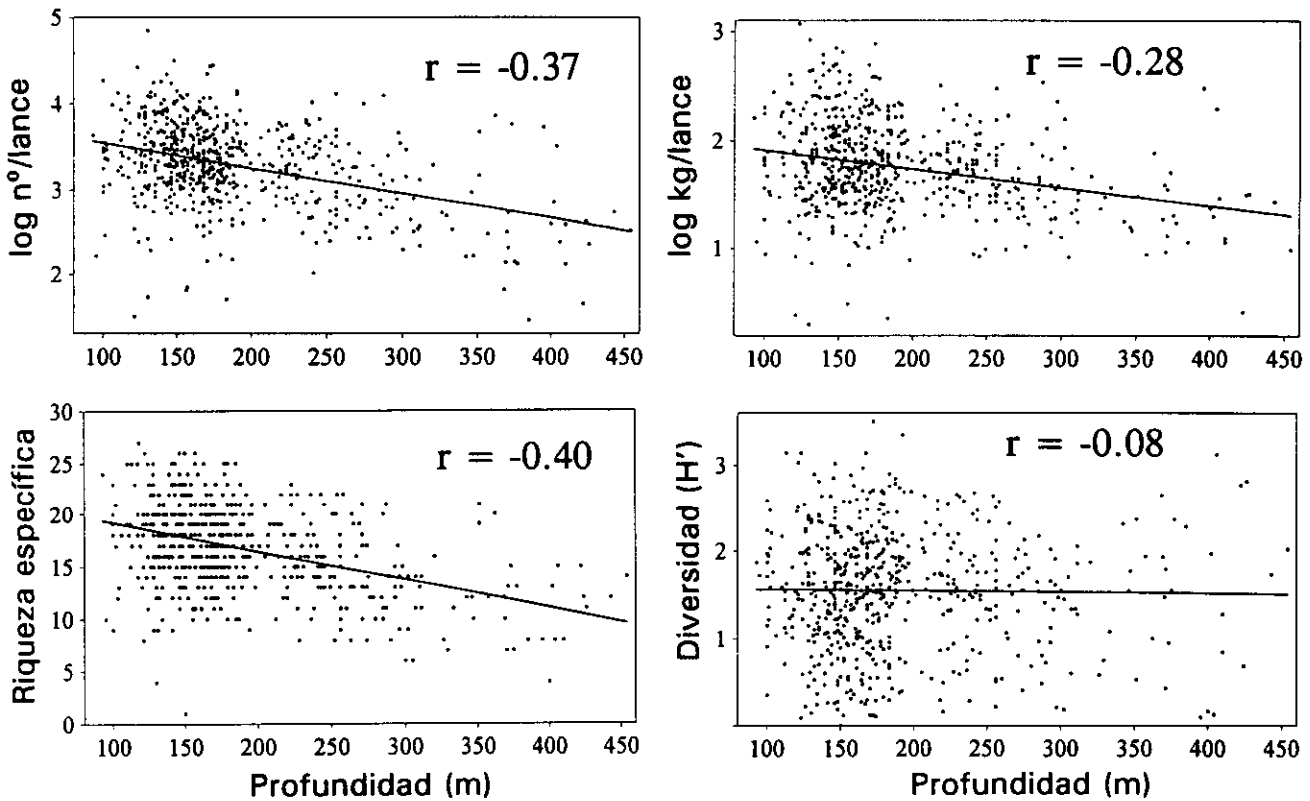 5
4
3
2
log nº/lance
r = -0.37
100 150 200 250 300 350 400 450
3
2
1
log kg/lance
r = -0.28
100 150 200 250 300 350 400 450
30
25
20
15
10
5
0
Riqueza específica
r = -0.40
100 150 200 250 300 350 400 450
Profundidad (m)
3
2
1
Diversidad (H')
r = -0.08
100 150 200 250 300 350 400 450
Profundidad (m)